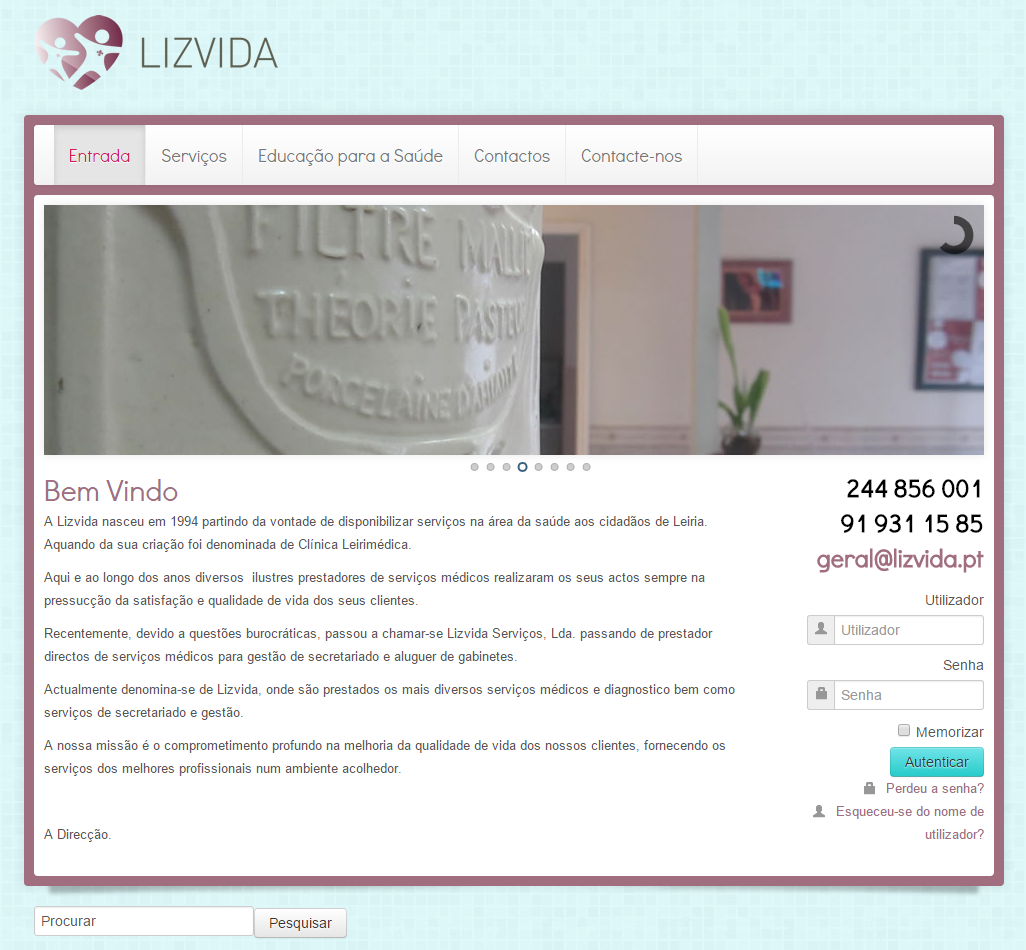 LIZVIDA
Entrada
Serviços
Educação para a Saúde
Contactos
Contacte-nos
FILTRE MALLI
THÉORIE PASTEU
PORCELAINE D'AMIANTE
Bem Vindo
A Lizvida nasceu em 1994 partindo da vontade de disponibilizar serviços na área da saúde aos cidadãos de Leiria.
Aquando da sua criação foi denominada de Clínica Leirimédica.
Aqui e ao longo dos anos diversos ilustres prestadores de serviços médicos realizaram os seus actos sempre na
pressucção da satisfação e qualidade de vida dos seus clientes.
Recentemente, devido a questões burocráticas, passou a chamar-se Lizvida Serviços, Lda. passando de prestador
directos de serviços médicos para gestão de secretariado e aluguer de gabinetes.
Actualmente denomina-se de Lizvida, onde são prestados os mais diversos serviços médicos e diagnostico bem como
serviços de secretariado e gestão.
A nossa missão é o comprometimento profundo na melhoria da qualidade de vida dos nossos clientes, fornecendo os
serviços dos melhores profissionais num ambiente acolhedor.
A Direcção.
244 856 001
91 931 15 85
geral@lizvida.pt
Utilizador
Utilizador
Senha
Senha
Memorizar
Autenticar
Perdeu a senha?
Esqueceu-se do nome de
utilizador?
Procurar
Pesquisar